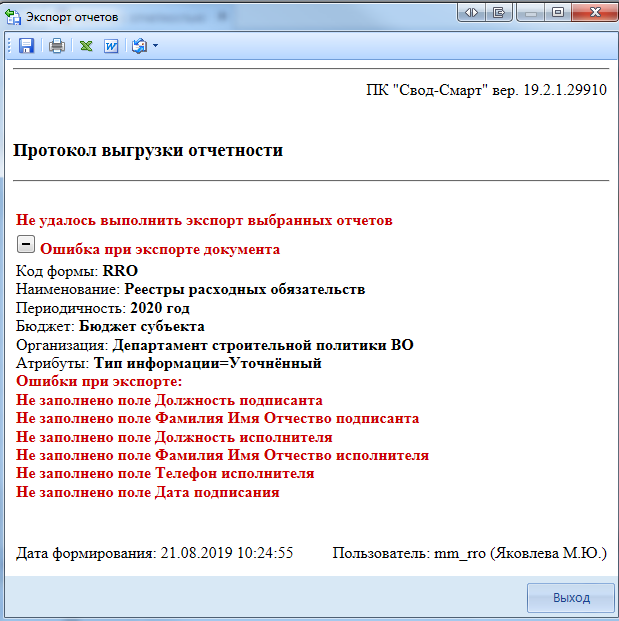 Экспорт отчетов
ПК "Свод-Смарт" вер. 19.2.1.29910
Протокол выгрузки отчетности
Не удалось выполнить экспорт выбранных отчетов
Ошибка при экспорте документа
Код формы: RRO
Наименование: Реестры расходных обязательств
Периодичность: 2020 год
Бюджет: Бюджет субъекта
Организация: Департамент строительной политики ВО
Атрибуты: Тип информации=Уточнённый
Ошибки при экспорте:
Не заполнено поле Должность подписанта
Не заполнено поле Фамилия Имя Отчество подписанта
Не заполнено поле Должность исполнителя
Не заполнено поле Фамилия Имя Отчество исполнителя
Не заполнено поле Телефон исполнителя
Не заполнено поле Дата подписания
Дата формирования: 21.08.2019 10:24:55 Пользователь: mm_rro (Яковлева М.Ю.)
Выход